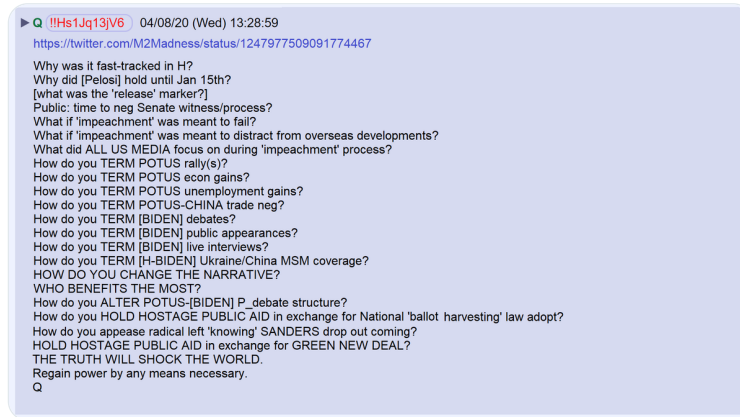 Q !!Hs1Jq13jV6 04/08/20 (Wed) 13:28:59
https://twitter.com/M2Madness/status/1247977509091774467
Why was it fast-tracked in H?
Why did [Pelosi] hold until Jan 15th?
[what was the 'release' marker?]
Public: time to neg Senate witness/process?
What if 'impeachment' was meant to fail?
What if 'impeachment' was meant to distract from overseas developments?
What did ALL US MEDIA focus on during 'impeachment' process?
How do you TERM POTUS rally(s)?
How do you TERM POTUS econ gains?
How do you TERM POTUS unemployment gains?
How do you TERM POTUS-CHINA trade neg?
How do you TERM [BIDEN] debates?
How do you TERM [BIDEN] public appearances?
How do you TERM [BIDEN] live interviews?
How do you TERM [H-BIDEN] Ukraine/China MSM coverage?
HOW DO YOU CHANGE THE NARRATIVE?
WHO BENEFITS THE MOST?
How do you ALTER POTUS-[BIDEN] P_debate structure?
How do you HOLD HOSTAGE PUBLIC AID in exchange for National 'ballot harvesting' law adopt?
How do you appease radical left 'knowing' SANDERS drop out coming?
HOLD HOSTAGE PUBLIC AID in exchange for GREEN NEW DEAL?
THE TRUTH WILL SHOCK THE WORLD.
Regain power by any means necessary.
Q